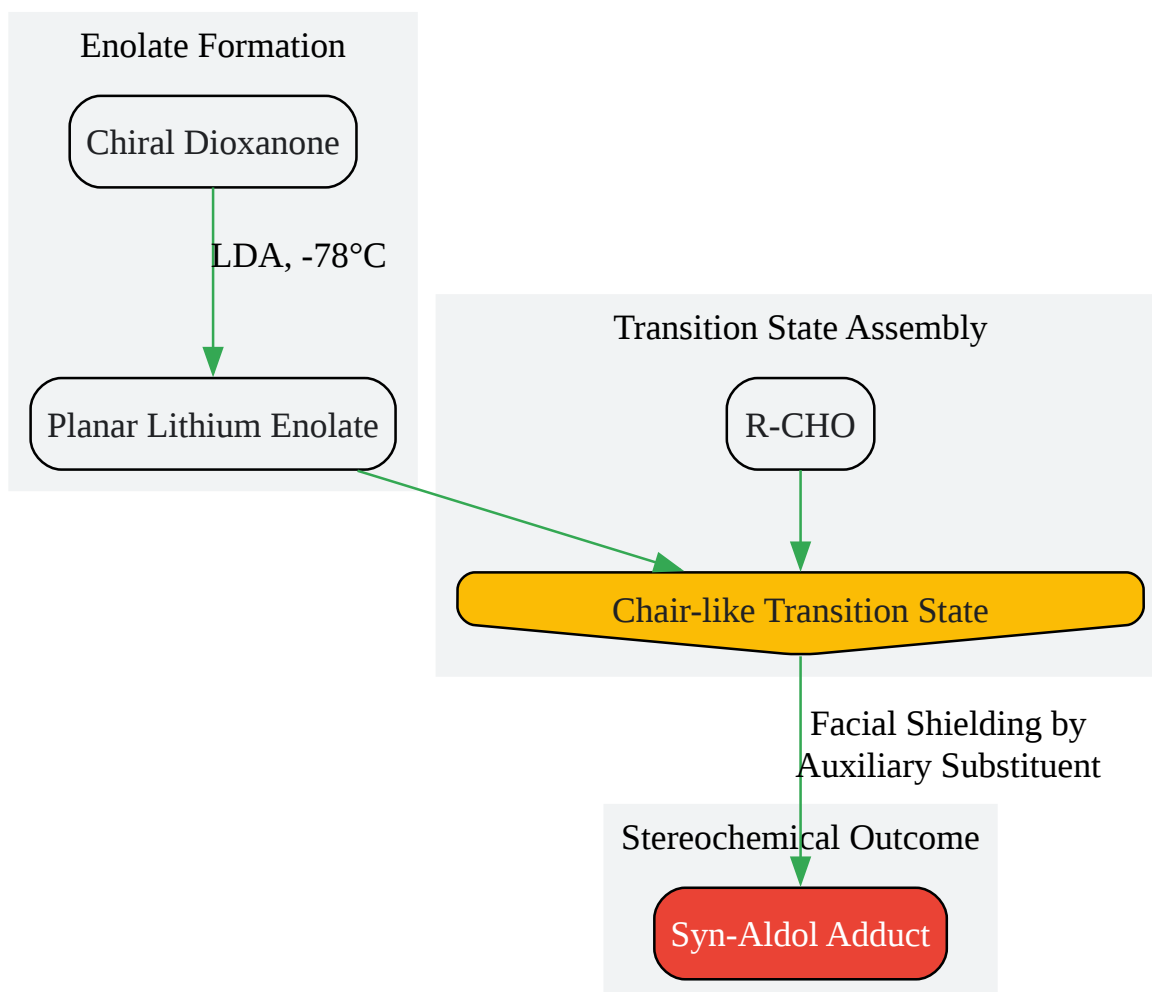 Enolate Formation
Chiral Dioxanone
LDA, -78°C
Planar Lithium Enolate
Transition State Assembly
R-CHO
Chair-like Transition State
Facial Shielding by
Auxiliary Substituent
Stereochemical Outcome
Syn-Aldol Adduct